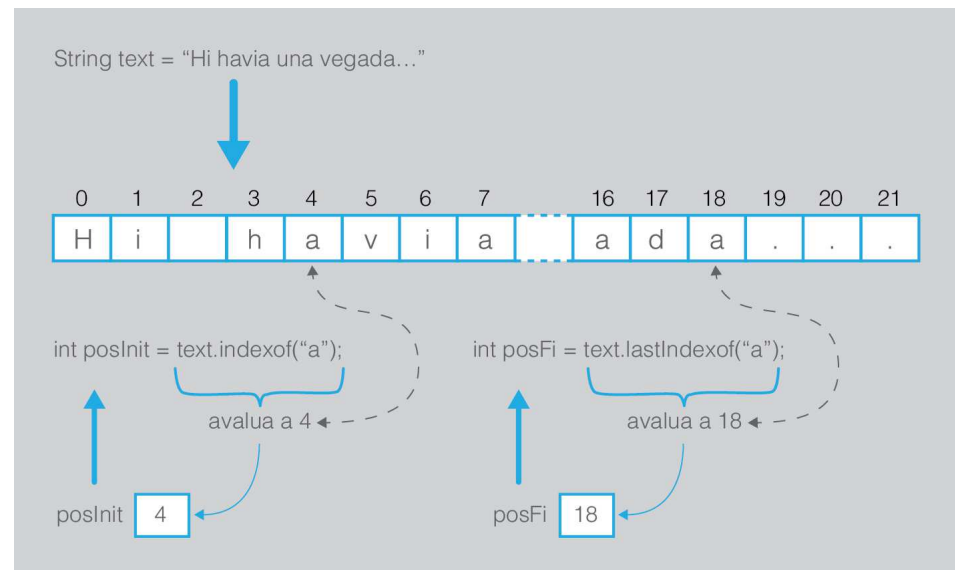 String text = “Hi havia una vegada…”
0 1 2 3 4 5 6 7 16 17 18 19 20 21
H i h a v i a a d a . . .
int posInit = text.indexof(“a”); int posFi = text.lastIndexof(“a”);
avalua a 4 avalua a 18
posInit 4 posFi 18